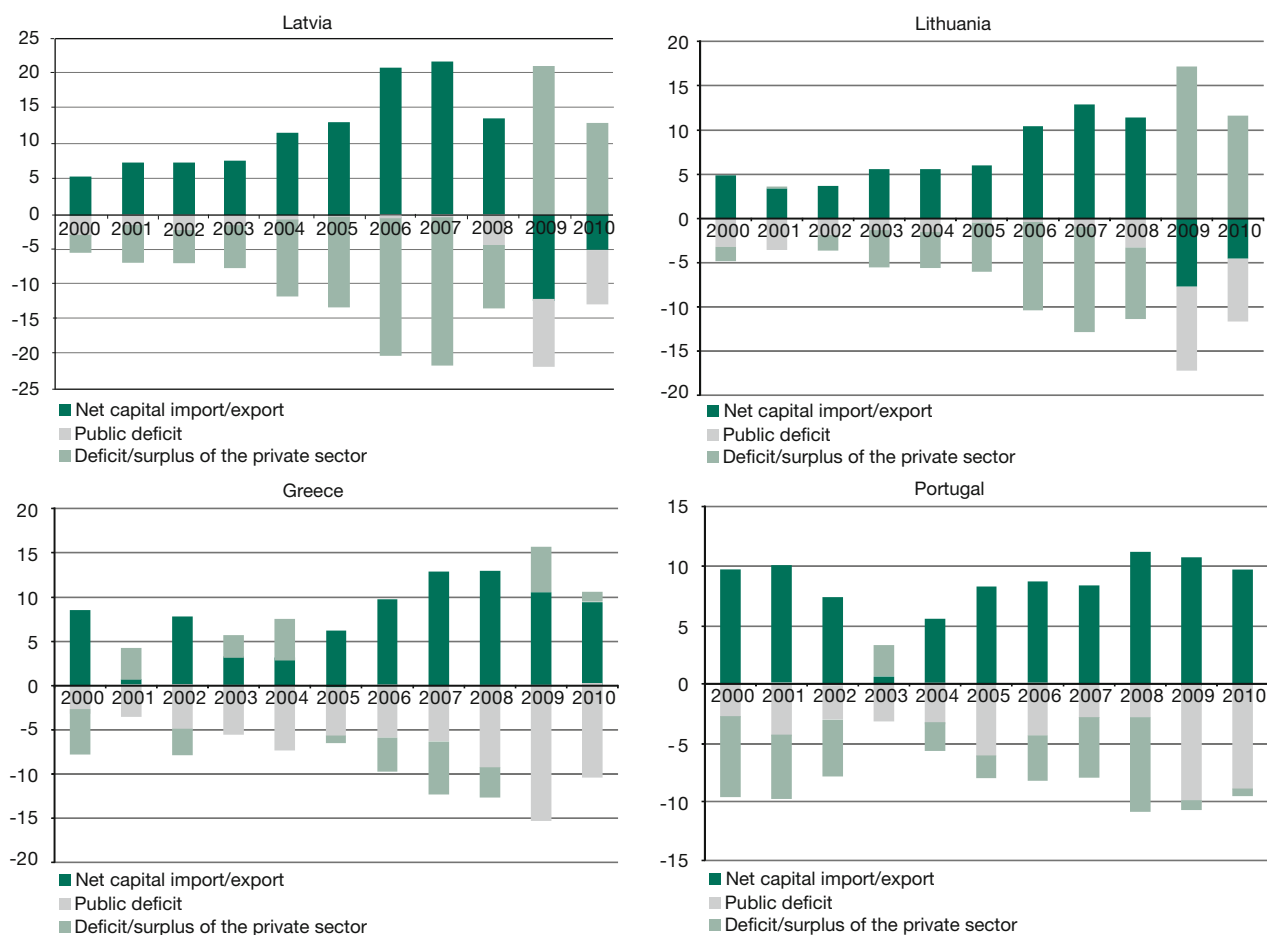 Latvia
25
20
15
10
5
0
-5
-10
-15
-20
-25
2000 2001 2002 2003 2004 2005 2006 2007 2008 2009 2010
Net capital import/export
Public deficit
Deficit/surplus of the private sector
Lithuania
20
15
10
5
0
-5
-10
-15
-20
2000 2001 2002 2003 2004 2005 2006 2007 2008 2009 2010
Net capital import/export
Public deficit
Deficit/surplus of the private sector
Greece
20
15
10
5
0
-5
-10
-15
-20
2000 2001 2002 2003 2004 2005 2006 2007 2008 2009 2010
Net capital import/export
Public deficit
Deficit/surplus of the private sector
Portugal
15
10
5
0
-5
-10
-15
2000 2001 2002 2003 2004 2005 2006 2007 2008 2009 2010
Net capital import/export
Public deficit
Deficit/surplus of the private sector